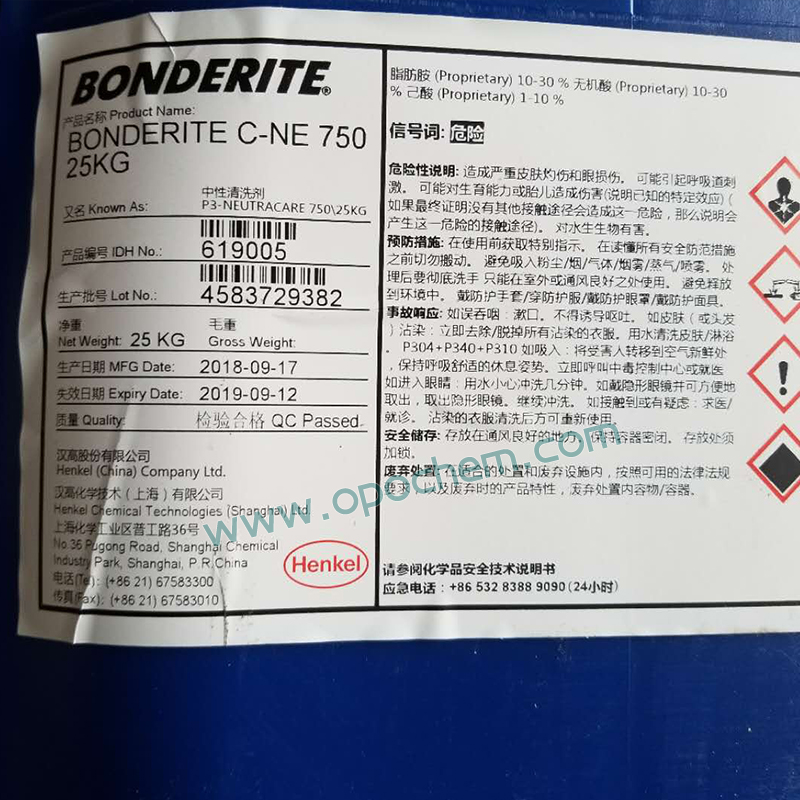 BONDERITE®
产品名称 Product Name:
BONDERITE C-NE 750
25KG
中性清洗剂
又名 Known As: P3-NEUTRACARE 750\25KG
产品编号 IDH No.: 619005
生产批号 Lot No.: 4583729382
净重 毛重
Net Weight: 25 KG Gross Weight:
生产日期 MFG Date: 2018-09-17
失效日期 Expiry Date: 2019-09-12
质量 Quality: 检验合格 QC Passed
汉高股份有限公司
Henkel (China) Company Ltd.
汉高化学技术（上海）有限公司
Henkel Chemical Technologies (Shanghai) Ltd.
上海化学工业区普工路36号
No.36 Pugong Road, Shanghai Chemical
Industry Park, Shanghai, P.R.China
电话(Tel): (+86 21) 67583300
传真(Fax): (+86 21) 67583010
Henkel
脂肪胺 (Proprietary) 10-30 % 无机酸 (Proprietary) 10-30
% 己酸 (Proprietary) 1-10 %
信号词: 危险
危险性说明: 造成严重皮肤灼伤和眼损伤。 可能引起呼吸道刺
激。 可能对生育能力或胎儿造成伤害(说明已知的特定效应) (
如果最终证明没有其他接触途径会造成这一危险，那么说明会
产生这一危险的接触途径)。 对水生生物有害。
预防措施: 在使用前获取特别指示。 在读懂所有安全防范措施
之前切勿搬动。 避免吸入粉尘/烟/气体/烟雾/蒸气/喷雾。 处
理后要彻底洗手 只能在室外或通风良好之处使用。 避免释放
到环境中。 戴防护手套/穿防护服/戴防护眼罩/戴防护面具。
事故响应: 如误吞咽：漱口。不得诱导呕吐。 如皮肤（或头发
）沾染：立即去除/脱掉所有沾染的衣服。用水清洗皮肤/淋浴
。 P304+P340+P310 如吸入：将受害人转移到空气新鲜处
，保持呼吸舒适的休息姿势。 立即呼叫中毒控制中心或就医
如进入眼睛：用水小心冲洗几分钟。如戴隐形眼镜并可方便地
取出，取出隐形眼镜。继续冲洗。 如接触到或有疑虑：求医/
就诊。 沾染的衣服清洗后方可重新使用。
安全储存: 存放在通风良好的地方。 保持容器密闭。 存放处须
加锁。
废弃处置: 在适合的处置和废弃设施内，按照可用的法律法规
要求，以及废弃时的产品特性，废弃处置内容物/容器。
请参阅化学品安全技术说明书
应急电话：+86 532 8388 9090 (24小时)
www.opochem.com